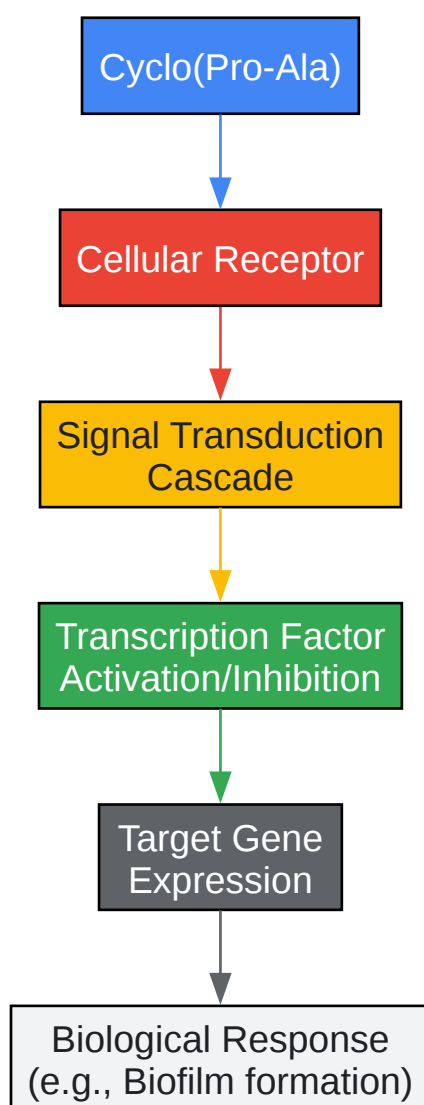 Cyclo(Pro-Ala)
Cellular Receptor
Signal Transduction
Cascade
Transcription Factor
Activation/Inhibition
Target Gene
Expression
Biological Response
(e.g., Biofilm formation)